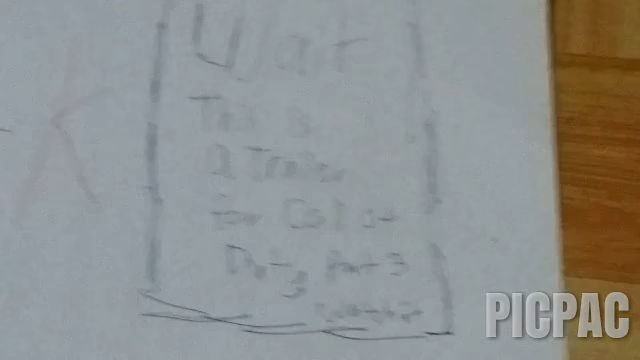 Wait
This is
a Trailer
for Call of
Duty Part 3
PICPAC